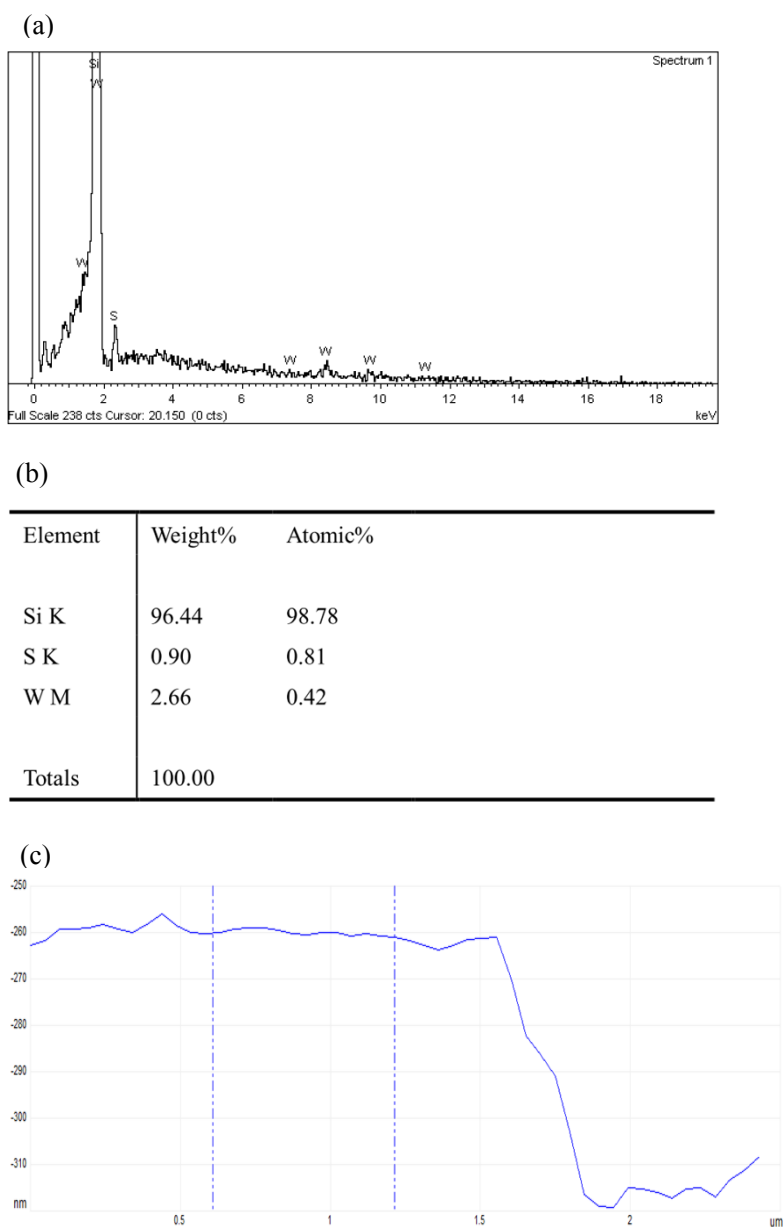 (a)
Spectrum 1
Si
W
W
S
W
W
W
W
0 2 4 6 8 10 12 14 16 18
Full Scale 238 cts Cursor: 20.150 (0 cts) keV
(b)
Element Weight% Atomic%
Si K 96.44 98.78
S K 0.90 0.81
W M 2.66 0.42
Totals 100.00
(c)
-250
-260
-270
-280
-290
-300
-310
nm
0.5 1 1.5 2 um